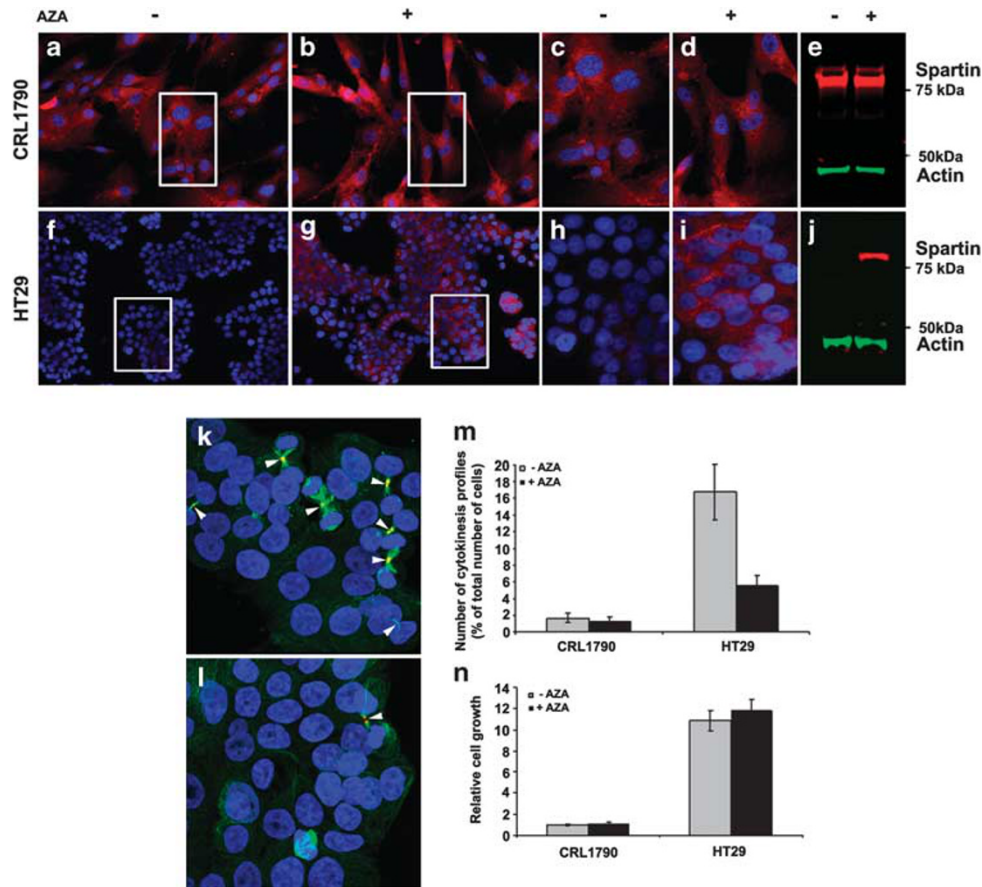 AZA - + - + - +
CRL1790
a
b
c
d
e
Spartin
75 kDa
50kDa
Actin
HT29
f
g
h
i
j
Spartin
75 kDa
50kDa
Actin
k
l
m
Number of cytokinesis profiles
(% of total number of cells)
20
18
16
14
12
10
8
6
4
2
0
- AZA
+ AZA
CRL1790
HT29
n
Relative cell growth
14
12
10
8
6
4
2
0
- AZA
+ AZA
CRL1790
HT29